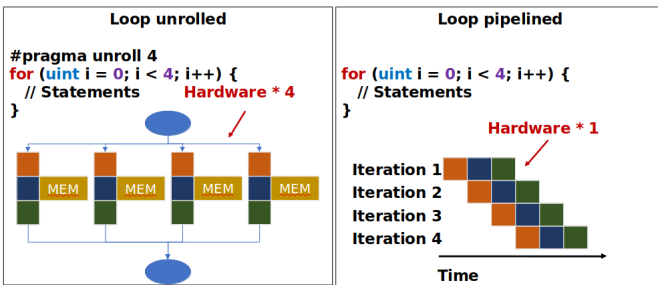 Loop unrolled
#pragma unroll 4
for (uint i = 0; i < 4; i++) {
// Statements
Hardware * 4
}
MEM MEM MEM MEM
Loop pipelined
for (uint i = 0; i < 4; i++) {
// Statements
}
Hardware * 1
Iteration 1
Iteration 2
Iteration 3
Iteration 4
Time